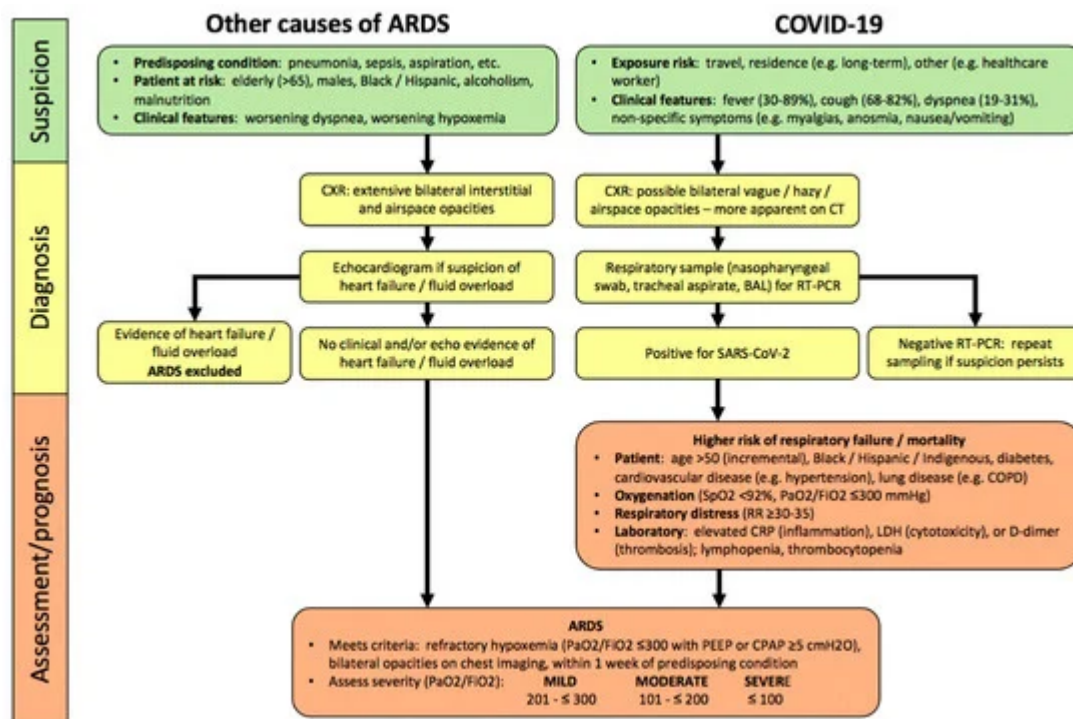 Other causes of ARDS
COVID-19
Suspicion
• Predisposing condition: pneumonia, sepsis, aspiration, etc.
• Patient at risk: elderly (>65), males, Black / Hispanic, alcoholism,
malnutrition
• Clinical features: worsening dyspnea, worsening hypoxemia
• Exposure risk: travel, residence (e.g. long-term), other (e.g. healthcare
worker)
• Clinical features: fever (30-89%), cough (68-82%), dyspnea (19-31%),
non-specific symptoms (e.g. myalgias, anosmia, nausea/vomiting)
Diagnosis
CXR: extensive bilateral interstitial
and airspace opacities
CXR: possible bilateral vague / hazy /
airspace opacities – more apparent on CT
Echocardiogram if suspicion of
heart failure / fluid overload
Respiratory sample (nasopharyngeal
swab, tracheal aspirate, BAL) for RT-PCR
Evidence of heart failure /
fluid overload
ARDS excluded
No clinical and/or echo evidence of
heart failure / fluid overload
Positive for SARS-CoV-2
Negative RT-PCR: repeat
sampling if suspicion persists
Assessment/prognosis
Higher risk of respiratory failure / mortality
• Patient: age >50 (incremental), Black / Hispanic / Indigenous, diabetes,
cardiovascular disease (e.g. hypertension), lung disease (e.g. COPD)
• Oxygenation (SpO2 <92%, PaO2/FiO2 ≤300 mmHg)
• Respiratory distress (RR ≥30-35)
• Laboratory: elevated CRP (inflammation), LDH (cytotoxicity), or D-dimer
(thrombosis); lymphopenia, thrombocytopenia
ARDS
• Meets criteria: refractory hypoxemia (PaO2/FiO2 ≤300 with PEEP or CPAP ≥5 cmH2O),
bilateral opacities on chest imaging, within 1 week of predisposing condition
• Assess severity (PaO2/FiO2): MILD MODERATE SEVERE
201 - ≤ 300 101 - ≤ 200 ≤ 100